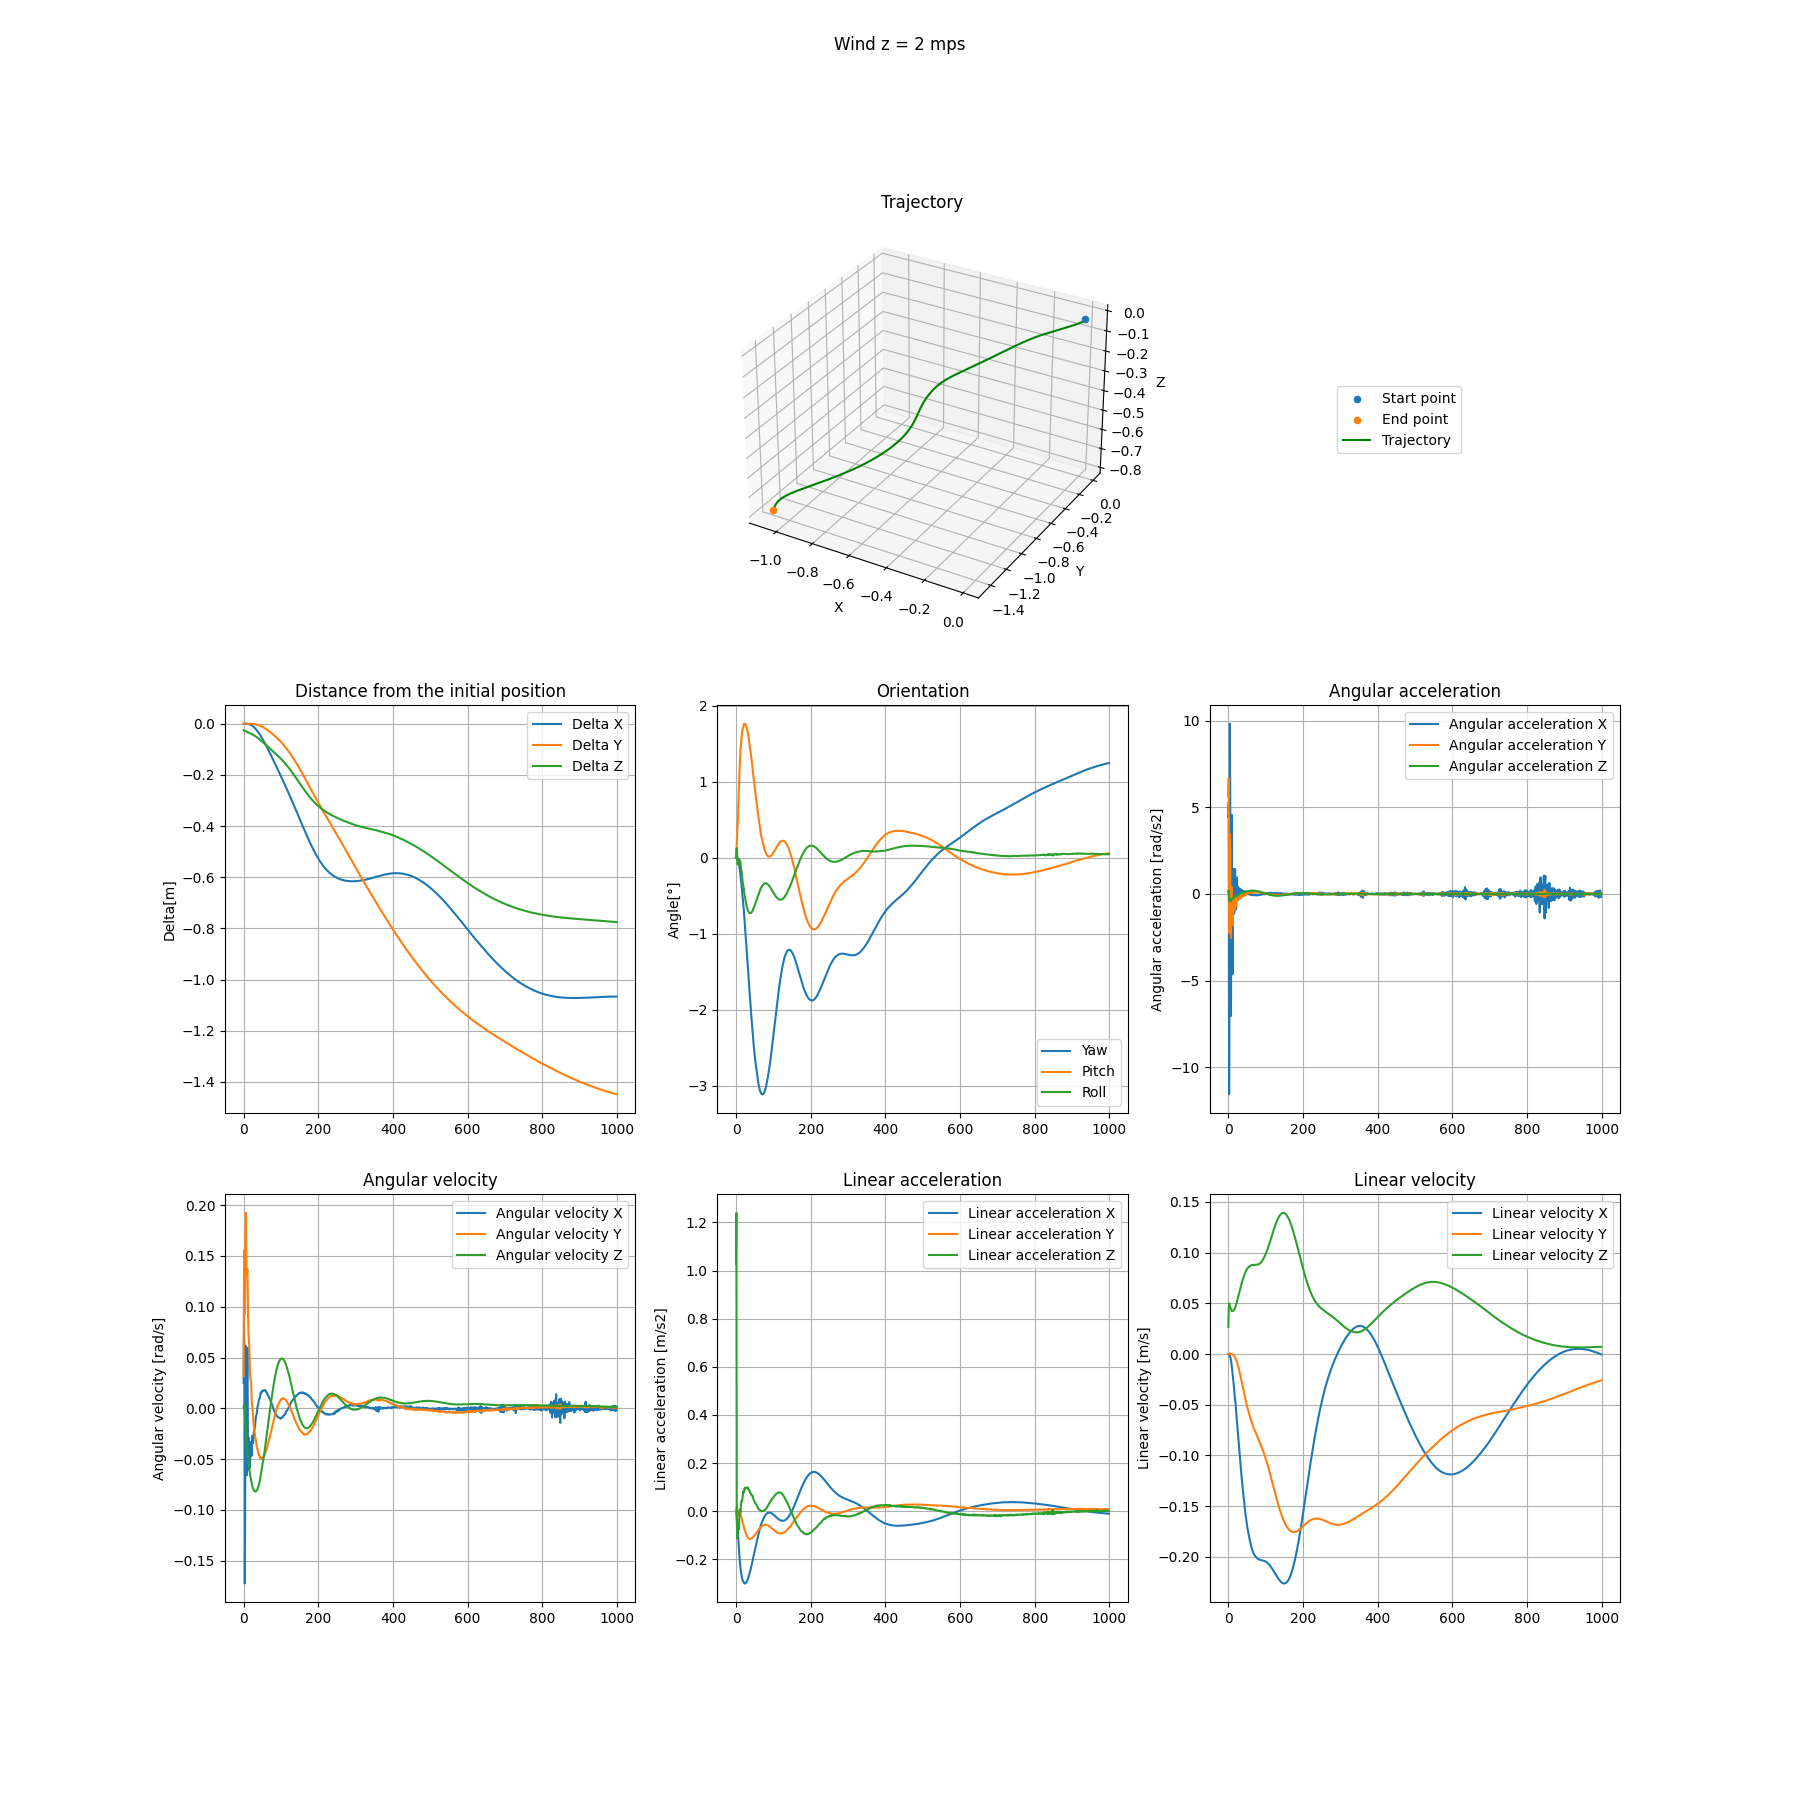 Wind z = 2 mps
Trajectory
0.0
−0.1
−0.2
−0.3
−0.4
−0.5
−0.6
−0.7
−0.8
Z
0.0
−0.2
−0.4
−0.6
−0.8
−1.0
−1.2
−1.4
Y
−1.0
−0.8
−0.6
−0.4
−0.2
0.0
X
Start point
End point
Trajectory
Distance from the initial position
Delta[m]
0.0
−0.2
−0.4
−0.6
−0.8
−1.0
−1.2
−1.4
0 200 400 600 800 1000
Delta X
Delta Y
Delta Z
Orientation
Angle[°]
2
1
0
−1
−2
−3
0 200 400 600 800 1000
Yaw
Pitch
Roll
Angular acceleration
Angular acceleration [rad/s2]
10
5
0
−5
−10
0 200 400 600 800 1000
Angular acceleration X
Angular acceleration Y
Angular acceleration Z
Angular velocity
Angular velocity [rad/s]
0.20
0.15
0.10
0.05
0.00
−0.05
−0.10
−0.15
0 200 400 600 800 1000
Angular velocity X
Angular velocity Y
Angular velocity Z
Linear acceleration
Linear acceleration [m/s2]
1.2
1.0
0.8
0.6
0.4
0.2
0.0
−0.2
0 200 400 600 800 1000
Linear acceleration X
Linear acceleration Y
Linear acceleration Z
Linear velocity
Linear velocity [m/s]
0.15
0.10
0.05
0.00
−0.05
−0.10
−0.15
−0.20
0 200 400 600 800 1000
Linear velocity X
Linear velocity Y
Linear velocity Z